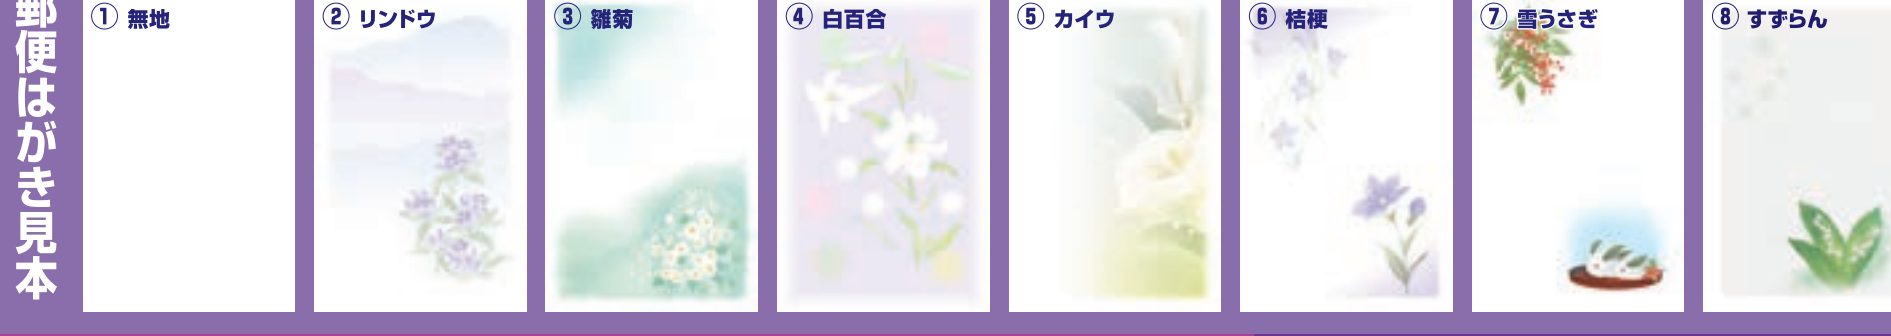 郵便はがき見本
① 無地
② リンドウ
③ 雛菊
④ 白百合
⑤ カイウ
⑥ 桔梗
⑦ 雪うさぎ
⑧ すずらん